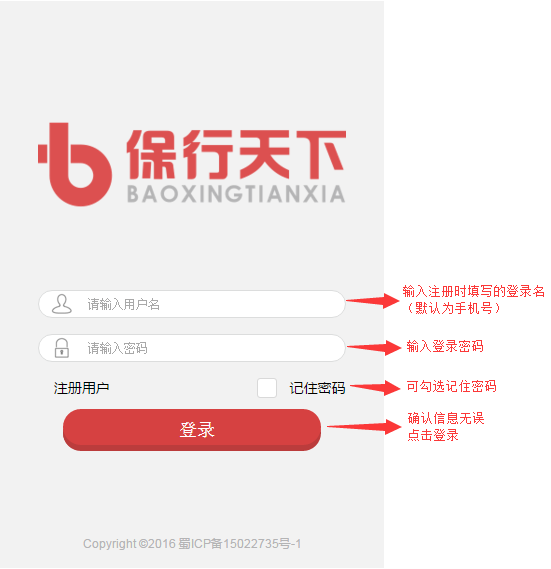 保行天下
BAOXINGTIANXIA
请输入用户名
输入注册时填写的登录名
（默认为手机号）
请输入密码
输入登录密码
注册用户
记住密码
可勾选记住密码
登录
确认信息无误
点击登录
Copyright ©2016 蜀ICP备15022735号-1